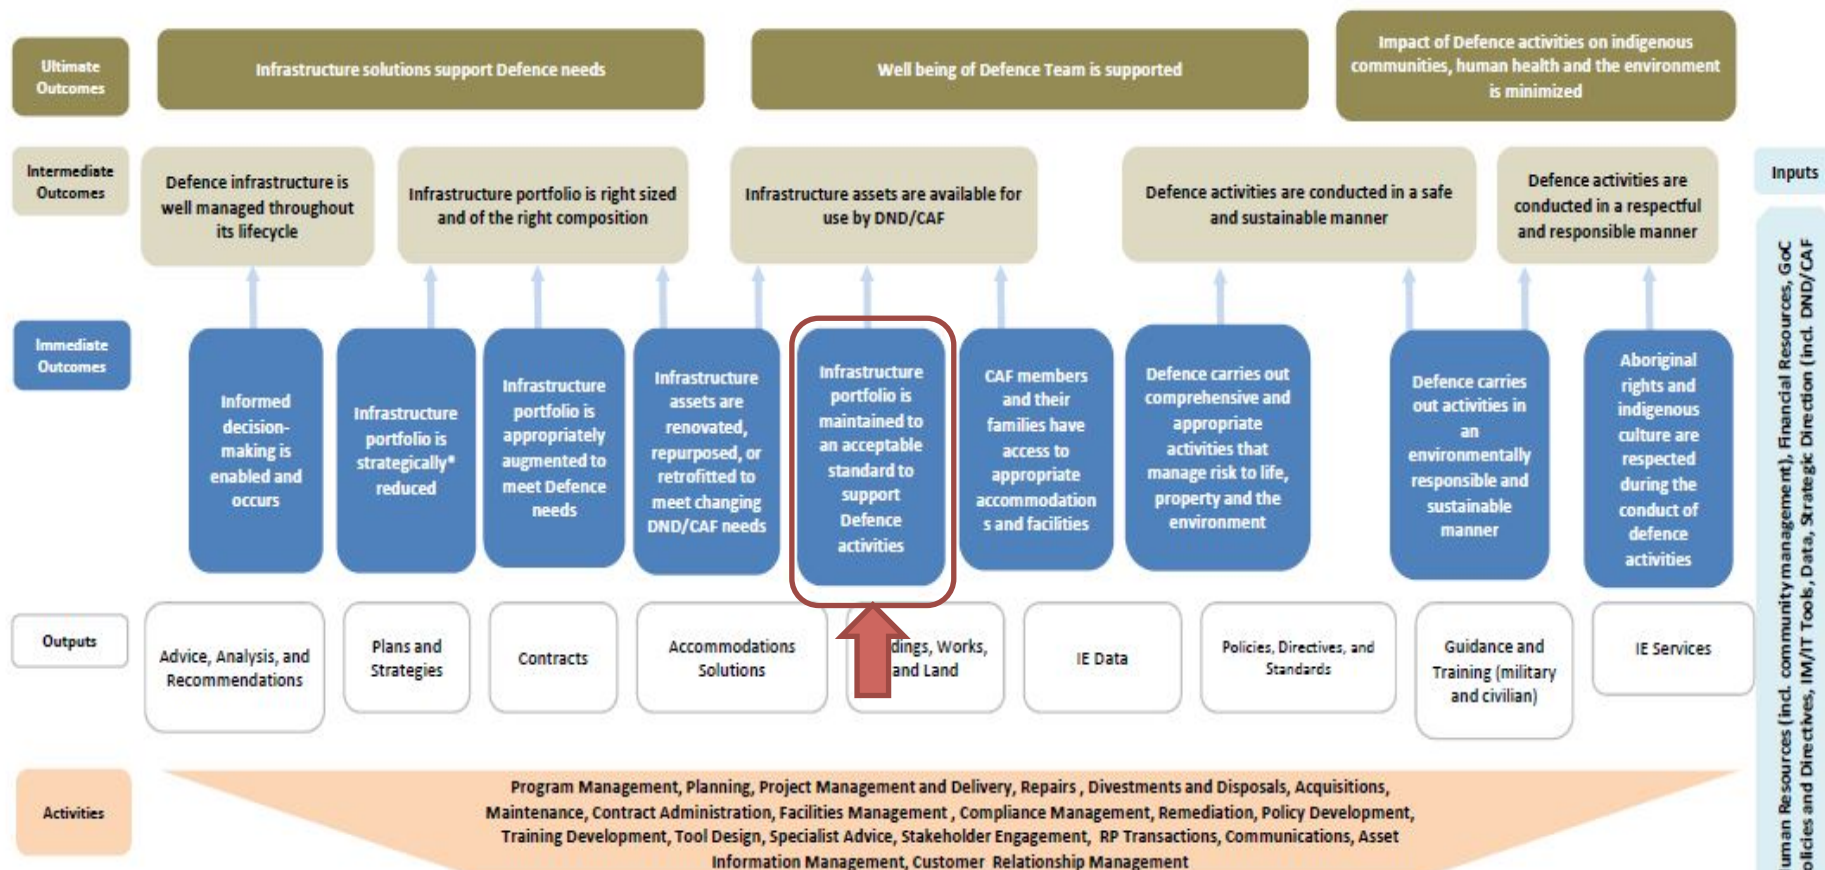 Ultimate
Outcomes
Infrastructure solutions support Defence needs
Well being of Defence Team is supported
Impact of Defence activities on indigenous
communities, human health and the environment
is minimized
Intermediate
Outcomes
Defence infrastructure is
well managed throughout
its lifecycle
Infrastructure portfolio is right sized
and of the right composition
Infrastructure assets are available for
use by DND/CAF
Defence activities are conducted in a safe
and sustainable manner
Defence activities are
conducted in a respectful
and responsible manner
Inputs
Immediate
Outcomes
Informed
decision-
making is
enabled and
occurs
Infrastructure
portfolio is
strategically*
reduced
Infrastructure
portfolio is
appropriately
augmented to
meet Defence
needs
Infrastructure
assets are
renovated,
repurposed, or
retrofitted to
meet changing
DND/CAF needs
Infrastructure
portfolio is
maintained to
an acceptable
standard to
support
Defence
activities
CAF members
and their
families have
access to
appropriate
accommodation
s and facilities
Defence carries out
comprehensive and
appropriate
activities that
manage risk to life,
property and the
environment
Defence carries
out activities in
an
environmentally
responsible and
sustainable
manner
Aboriginal
rights and
indigenous
culture are
respected
during the
conduct of
defence
activities
Outputs
Advice, Analysis, and
Recommendations
Plans and
Strategies
Contracts
Accommodations
Solutions
dings, Works,
and Land
IE Data
Policies, Directives, and
Standards
Guidance and
Training (military
and civilian)
IE Services
Activities
Program Management, Planning, Project Management and Delivery, Repairs , Divestments and Disposals, Acquisitions,
Maintenance, Contract Administration, Facilities Management , Compliance Management, Remediation, Policy Development,
Training Development, Tool Design, Specialist Advice, Stakeholder Engagement, RP Transactions, Communications, Asset
Information Management, Customer Relationship Management
uman Resources (incl. community management), Financial Resources, GoC
olicies and Directives, IM/IT Tools, Data, Strategic Direction (incl. DND/CAF